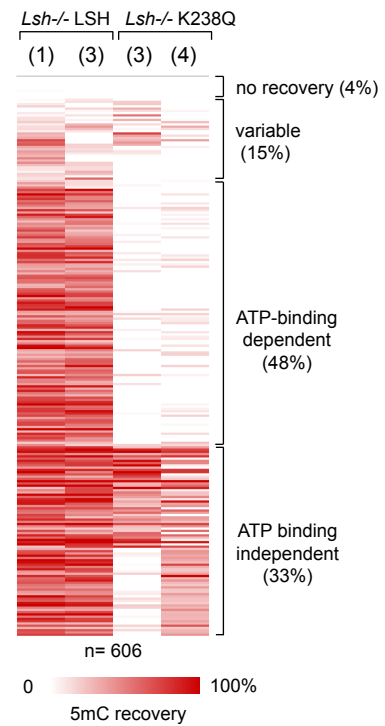 Lsh-/- LSH Lsh-/- K238Q
(1) (3) (3) (4)
no recovery (4%)
variable
(15%)
ATP-binding
dependent
(48%)
ATP binding
independent
(33%)
n= 606
0 100%
5mC recovery